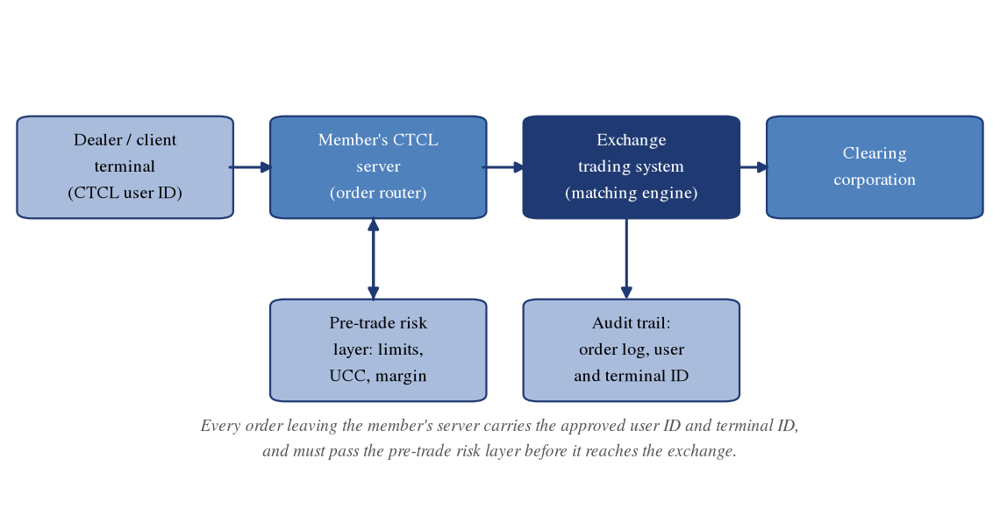 Dealer / client
terminal
(CTCL user ID)
Member's CTCL
server
(order router)
Exchange
trading system
(matching engine)
Clearing
corporation
Pre-trade risk
layer: limits,
UCC, margin
Audit trail:
order log, user
and terminal ID
Every order leaving the member's server carries the approved user ID and terminal ID,
and must pass the pre-trade risk layer before it reaches the exchange.